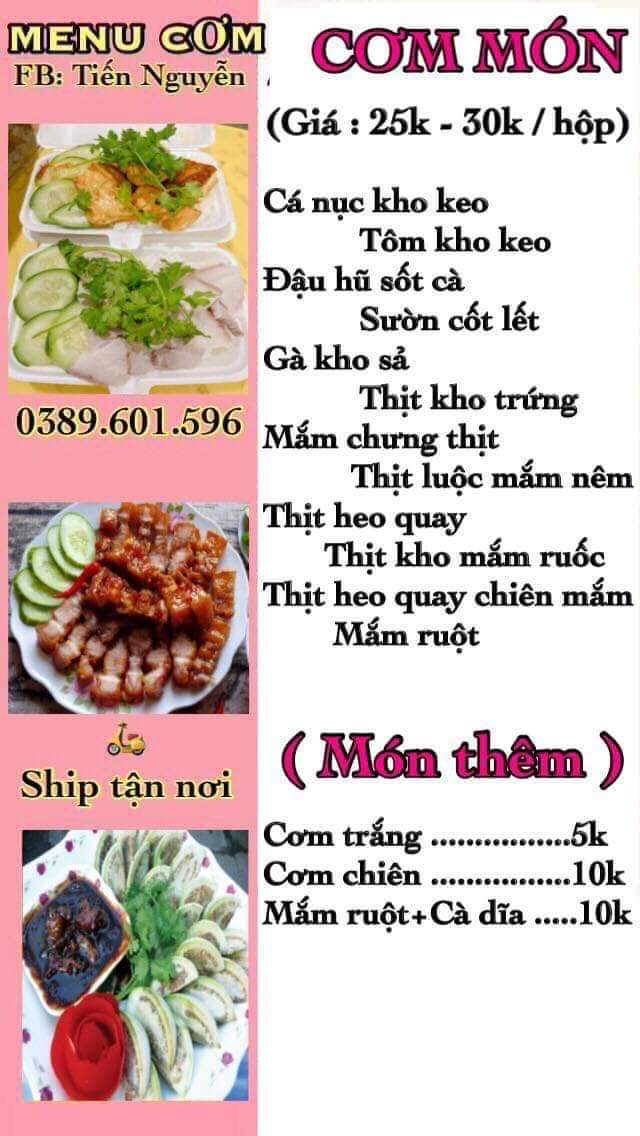 MENU CƠM
FB: Tiến Nguyễn
0389.601.596
Ship tận nơi
CƠM MÓN
(Giá : 25k - 30k / hộp)
Cá nục kho keo
Tôm kho keo
Đậu hũ sốt cà
Sườn cốt lết
Gà kho sả
Thịt kho trứng
Mắm chưng thịt
Thịt luộc mắm nêm
Thịt heo quay
Thịt kho mắm ruốc
Thịt heo quay chiên mắm
Mắm ruột
( Món thêm )
Cơm trắng ................5k
Cơm chiên ................10k
Mắm ruột+Cà dĩa .....10k